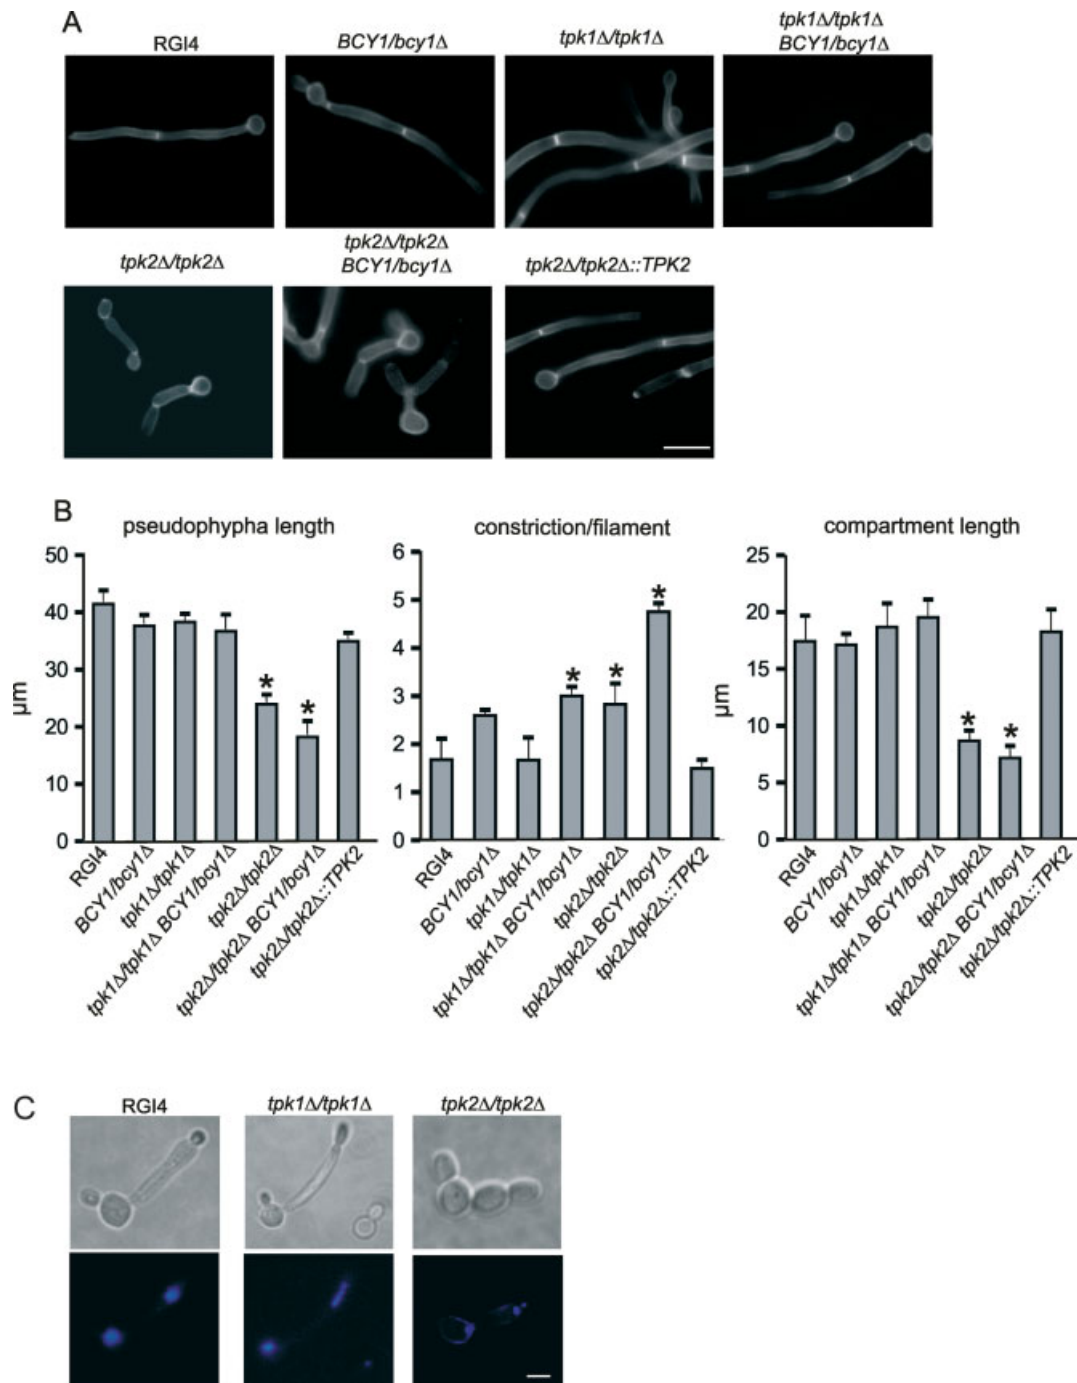 A
RGI4
BCY1/bcy1Δ
tpk1Δ/tpk1Δ
tpk1Δ/tpk1Δ
BCY1/bcy1Δ
tpk2Δ/tpk2Δ
tpk2Δ/tpk2Δ
BCY1/bcy1Δ
tpk2Δ/tpk2Δ::TPK2
B
pseudophypha length
50
40
30
20
10
0
μm
RGI4
BCY1/bcy1Δ
tpk1Δ/tpk1Δ
tpk1Δ/tpk1Δ BCY1/bcy1Δ
tpk2Δ/tpk2Δ
tpk2Δ/tpk2Δ BCY1/bcy1Δ
tpk2Δ/tpk2Δ::TPK2
*
*
constriction/filament
6
5
4
3
2
1
0
RGI4
BCY1/bcy1Δ
tpk1Δ/tpk1Δ
tpk1Δ/tpk1Δ BCY1/bcy1Δ
tpk2Δ/tpk2Δ
tpk2Δ/tpk2Δ BCY1/bcy1Δ
tpk2Δ/tpk2Δ::TPK2
*
*
*
compartment length
25
20
15
10
5
0
μm
RGI4
BCY1/bcy1Δ
tpk1Δ/tpk1Δ
tpk1Δ/tpk1Δ BCY1/bcy1Δ
tpk2Δ/tpk2Δ
tpk2Δ/tpk2Δ BCY1/bcy1Δ
tpk2Δ/tpk2Δ::TPK2
*
*
C
RGI4
tpk1Δ/tpk1Δ
tpk2Δ/tpk2Δ